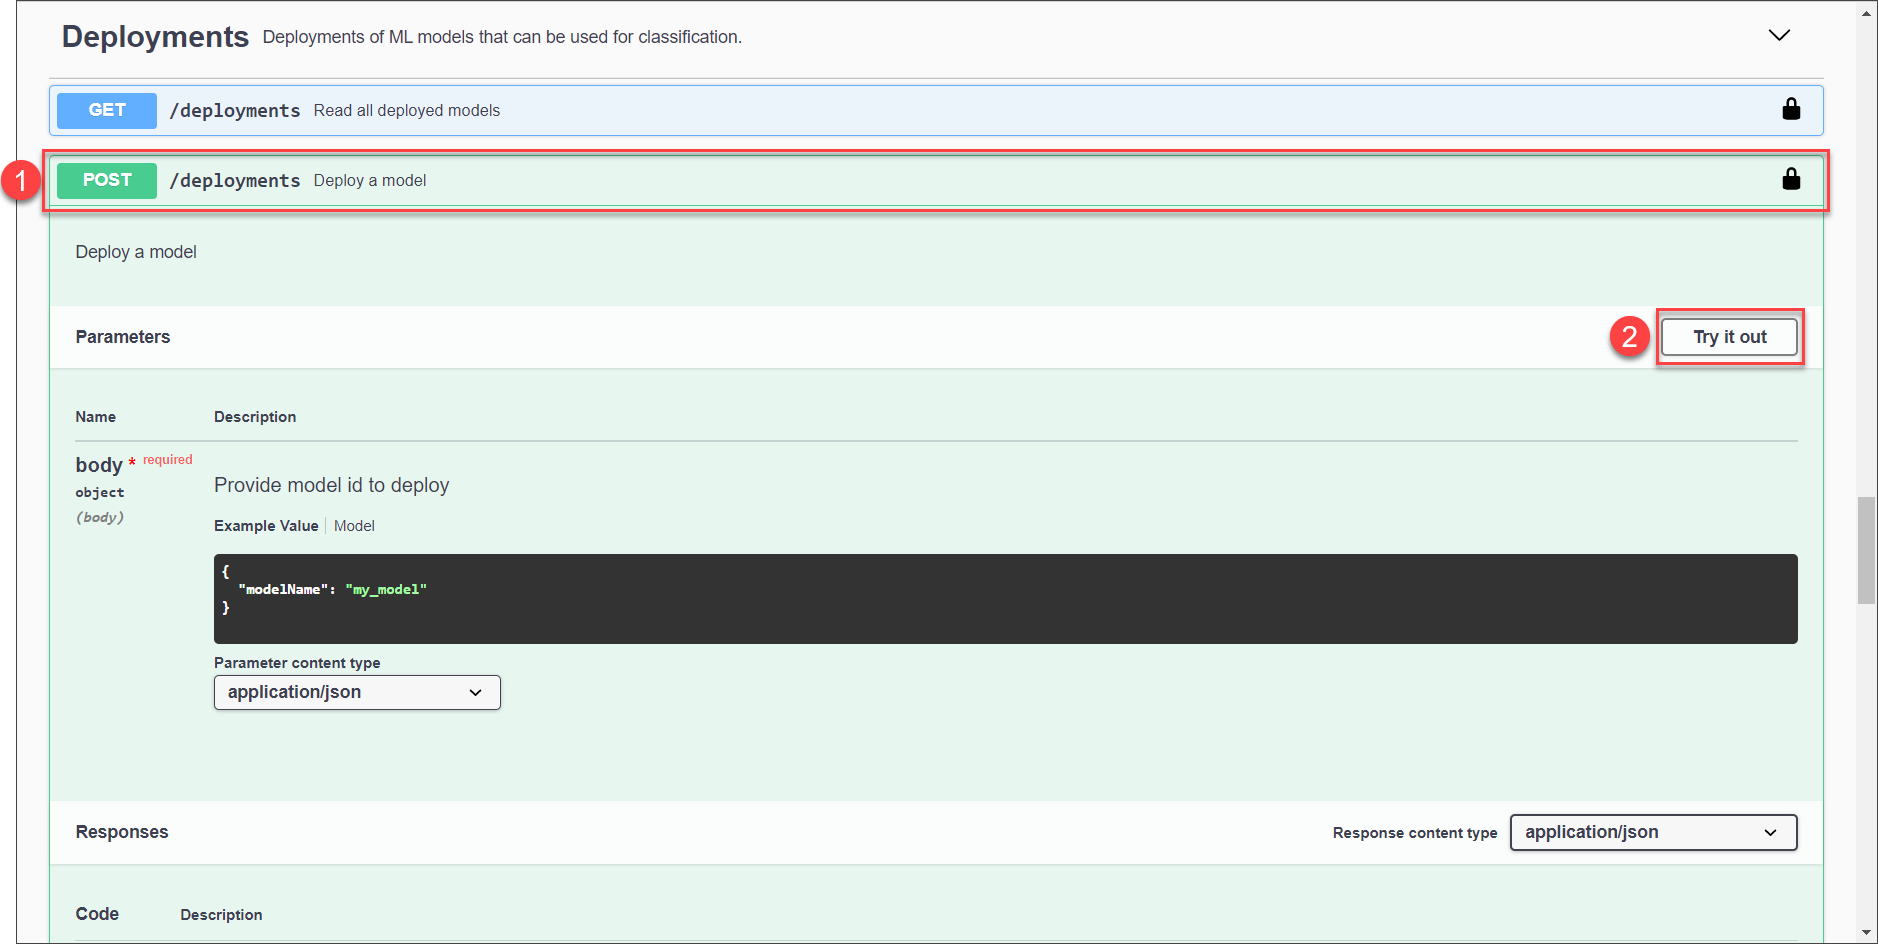 Deployments Deployments of ML models that can be used for classification.
GET /deployments Read all deployed models
1 POST /deployments Deploy a model
Deploy a model
Parameters 2 Try it out
Name Description
body * required
object
(body)
Provide model id to deploy
Example Value Model
{
"modelName": "my_model"
}
Parameter content type
application/json
Responses Response content type application/json
Code Description